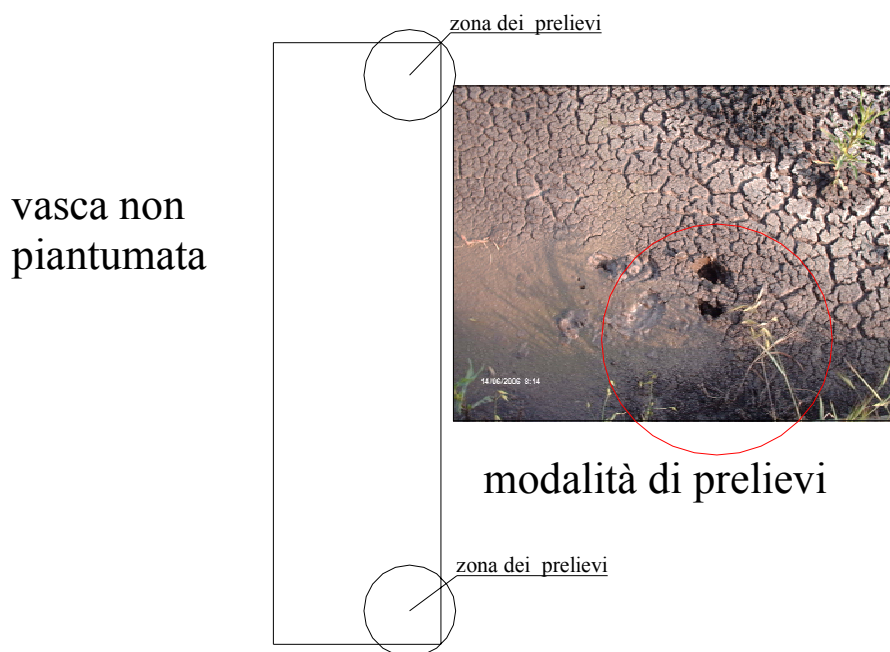 zona dei prelievi
vasca non
piantumata
14/06/2006 8:14
modalità di prelievi
zona dei prelievi